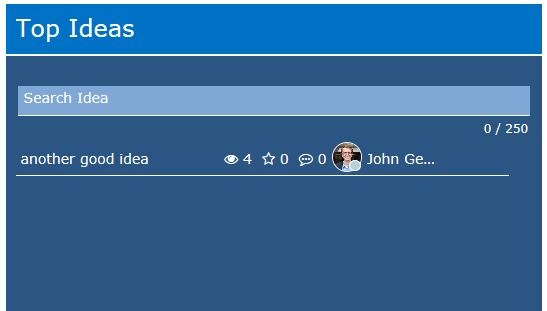 Top Ideas
Search Idea
0 / 250
another good idea 4 0 0 John Ge...